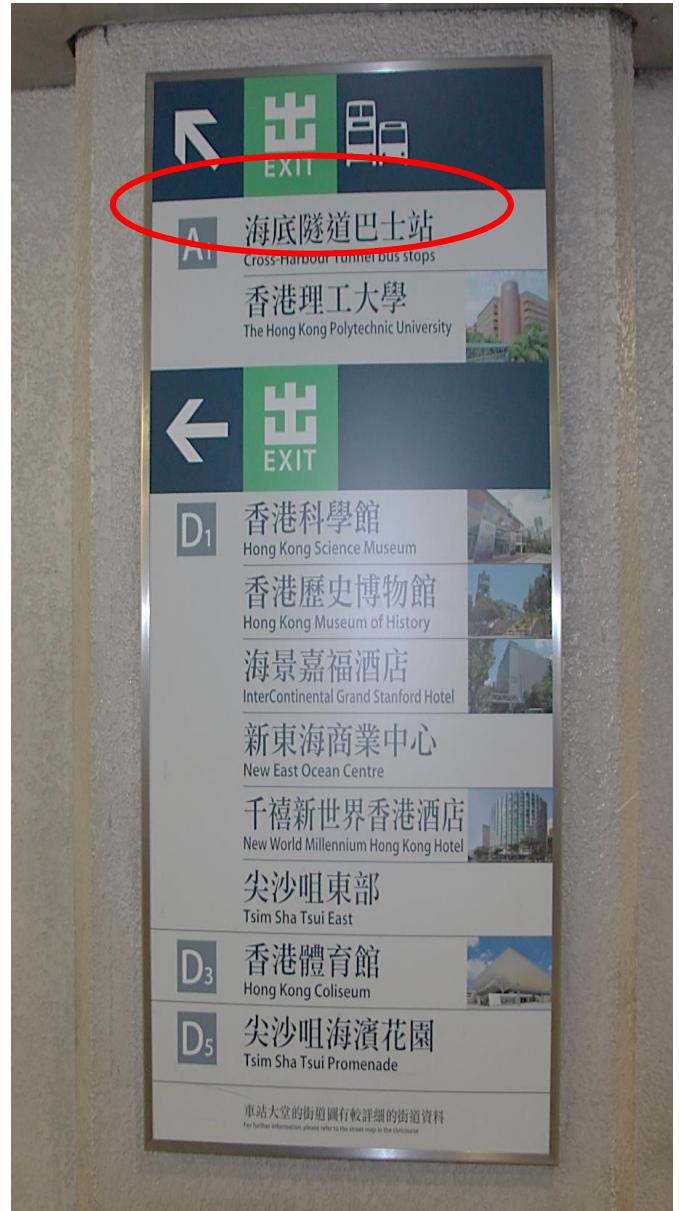 出
EXIT
A1
海底隧道巴士站
Cross-Harbour Tunnel bus stops
香港理工大學
The Hong Kong Polytechnic University
出
EXIT
D1
香港科學館
Hong Kong Science Museum
香港歷史博物館
Hong Kong Museum of History
海景嘉福酒店
InterContinental Grand Stanford Hotel
新東海商業中心
New East Ocean Centre
千禧新世界香港酒店
New World Millennium Hong Kong Hotel
尖沙咀東部
Tsim Sha Tsui East
D3
香港體育館
Hong Kong Coliseum
D5
尖沙咀海濱花園
Tsim Sha Tsui Promenade
車站大堂的街道圖有較詳細的街道資料
For further information, please refer to the street map in the concourse